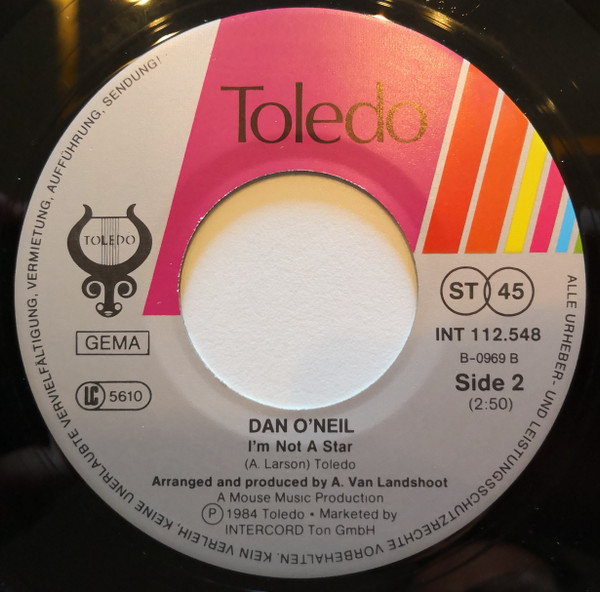 Toledo
TOLEDO
GEMA
LC 5610
ST 45
INT 112.548
B-0969 B
Side 2
(2:50)
DAN O'NEIL
I'm Not A Star
(A. Larson) Toledo
Arranged and produced by A. Van Landshoot
A Mouse Music Production
Ⓟ 1984 Toledo • Marketed by
INTERCORD Ton GmbH
ALLE URHEBER- UND LEISTUNGSSCHUTZRECHTE VORBEHALTEN. KEIN VERLEIH, KEINE UNERLAUBTE VERVIELFÄLTIGUNG, VERMIETUNG, AUFFÜHRUNG, SENDUNG!